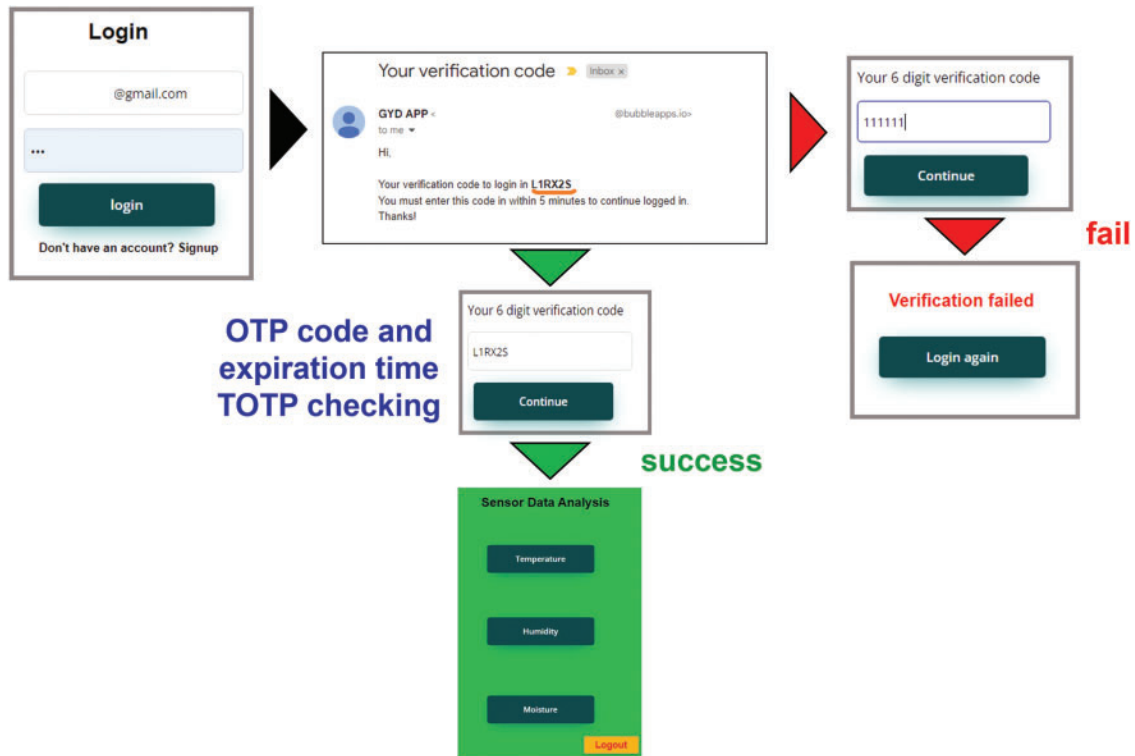 Login
@gmail.com
•••
login
Don't have an account? Signup
Your verification code
Inbox x
GYD APP <
@bubbleapps.io>
to me
Hi,
Your verification code to login in L1RX2S
You must enter this code in within 5 minutes to continue logged in.
Thanks!
Your 6 digit verification code
111111
Continue
fail
Verification failed
Login again
OTP code and
expiration time
TOTP checking
Your 6 digit verification code
L1RX2S
Continue
success
Sensor Data Analysis
Temperature
Humidity
Moisture
Logout